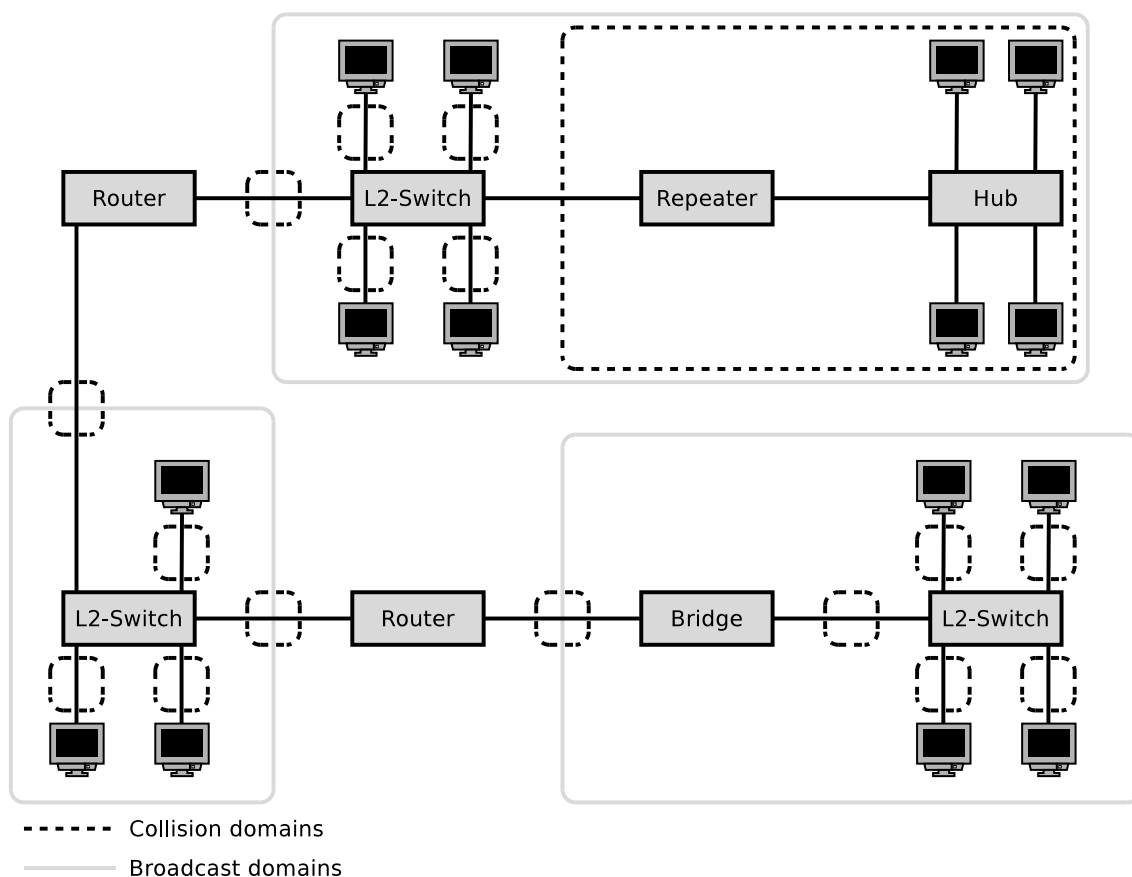 Router
L2-Switch
Repeater
Hub
L2-Switch
Router
Bridge
L2-Switch
Collision domains
Broadcast domains